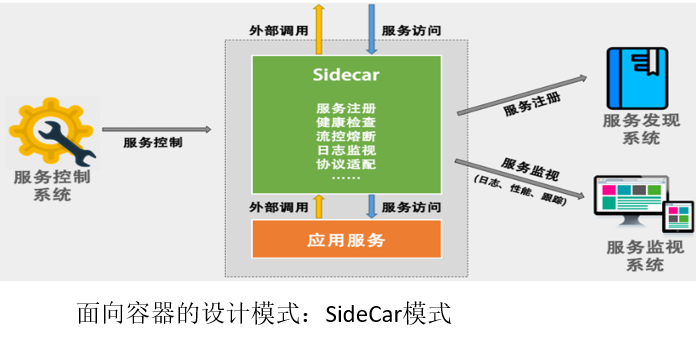 外部调用
服务访问
Sidecar
服务注册
健康检查
流控熔断
日志监视
协议适配
……
服务控制
服务控制
系统
服务注册
服务发现
系统
服务监视
(日志、性能、跟踪)
服务监视
系统
外部调用
服务访问
应用服务
面向容器的设计模式：SideCar模式